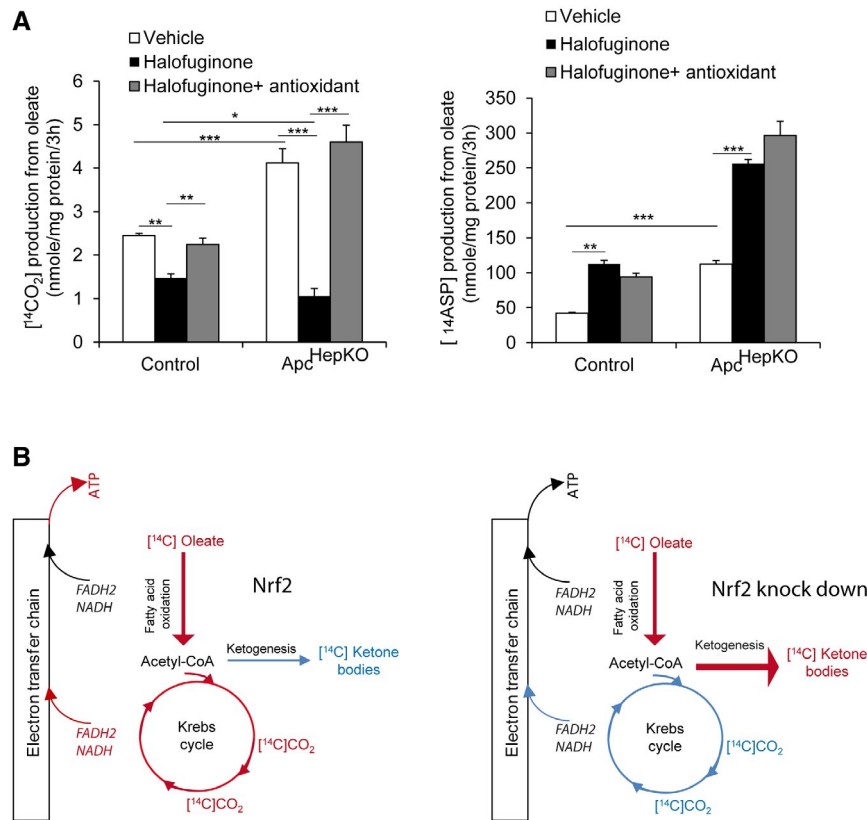 A
Vehicle
Halofuginone
Halofuginone+ antioxidant
[¹⁴CO₂] production from oleate
(nmole/mg protein/3h)
6
5
4
3
2
1
0
*
***
***
***
**
**
Control
Apc^HepKO
Vehicle
Halofuginone
Halofuginone+ antioxidant
[ ₁₄ASP] production from oleate
(nmole/mg protein/3h)
350
300
250
200
150
100
50
0
***
***
**
Control
Apc^HepKO
B
ATP
Electron transfer chain
FADH2
NADH
FADH2
NADH
[¹⁴C] Oleate
Fatty acid
oxidation
Nrf2
Acetyl-CoA
Ketogenesis
[¹⁴C] Ketone
bodies
Krebs
cycle
[¹⁴C]CO₂
[¹⁴C]CO₂
ATP
Electron transfer chain
FADH2
NADH
FADH2
NADH
[¹⁴C] Oleate
Fatty acid
oxidation
Nrf2 knock down
Acetyl-CoA
Ketogenesis
[¹⁴C] Ketone
bodies
Krebs
cycle
[¹⁴C]CO₂
[¹⁴C]CO₂